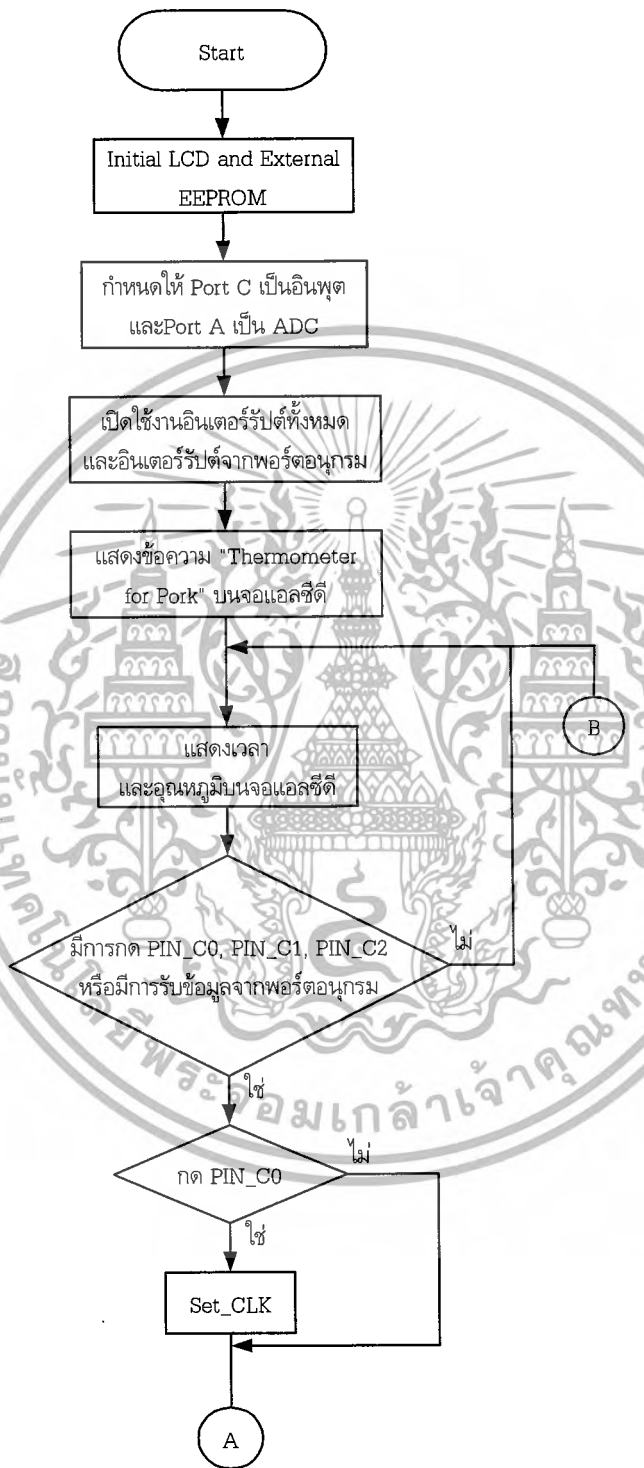 Start
Initial LCD and External
EEPROM
กำหนดให้ Port C เป็นอินพุต
และPort A เป็น ADC
เปิดใช้งานอินเตอร์รัปต์ทั้งหมด
และอินเตอร์รัปต์จากพอร์ตอนุกรม
แสดงข้อความ "Thermometer
for Pork" บนจอแอลซีดี
B
แสดงเวลา
และอุณหภูมิบนจอแอลซีดี
มีการกด PIN_C0, PIN_C1, PIN_C2
หรือมีการรับข้อมูลจากพอร์ตอนุกรม
ไม่
ใช่
กด PIN_C0
ไม่
ใช่
Set_CLK
A